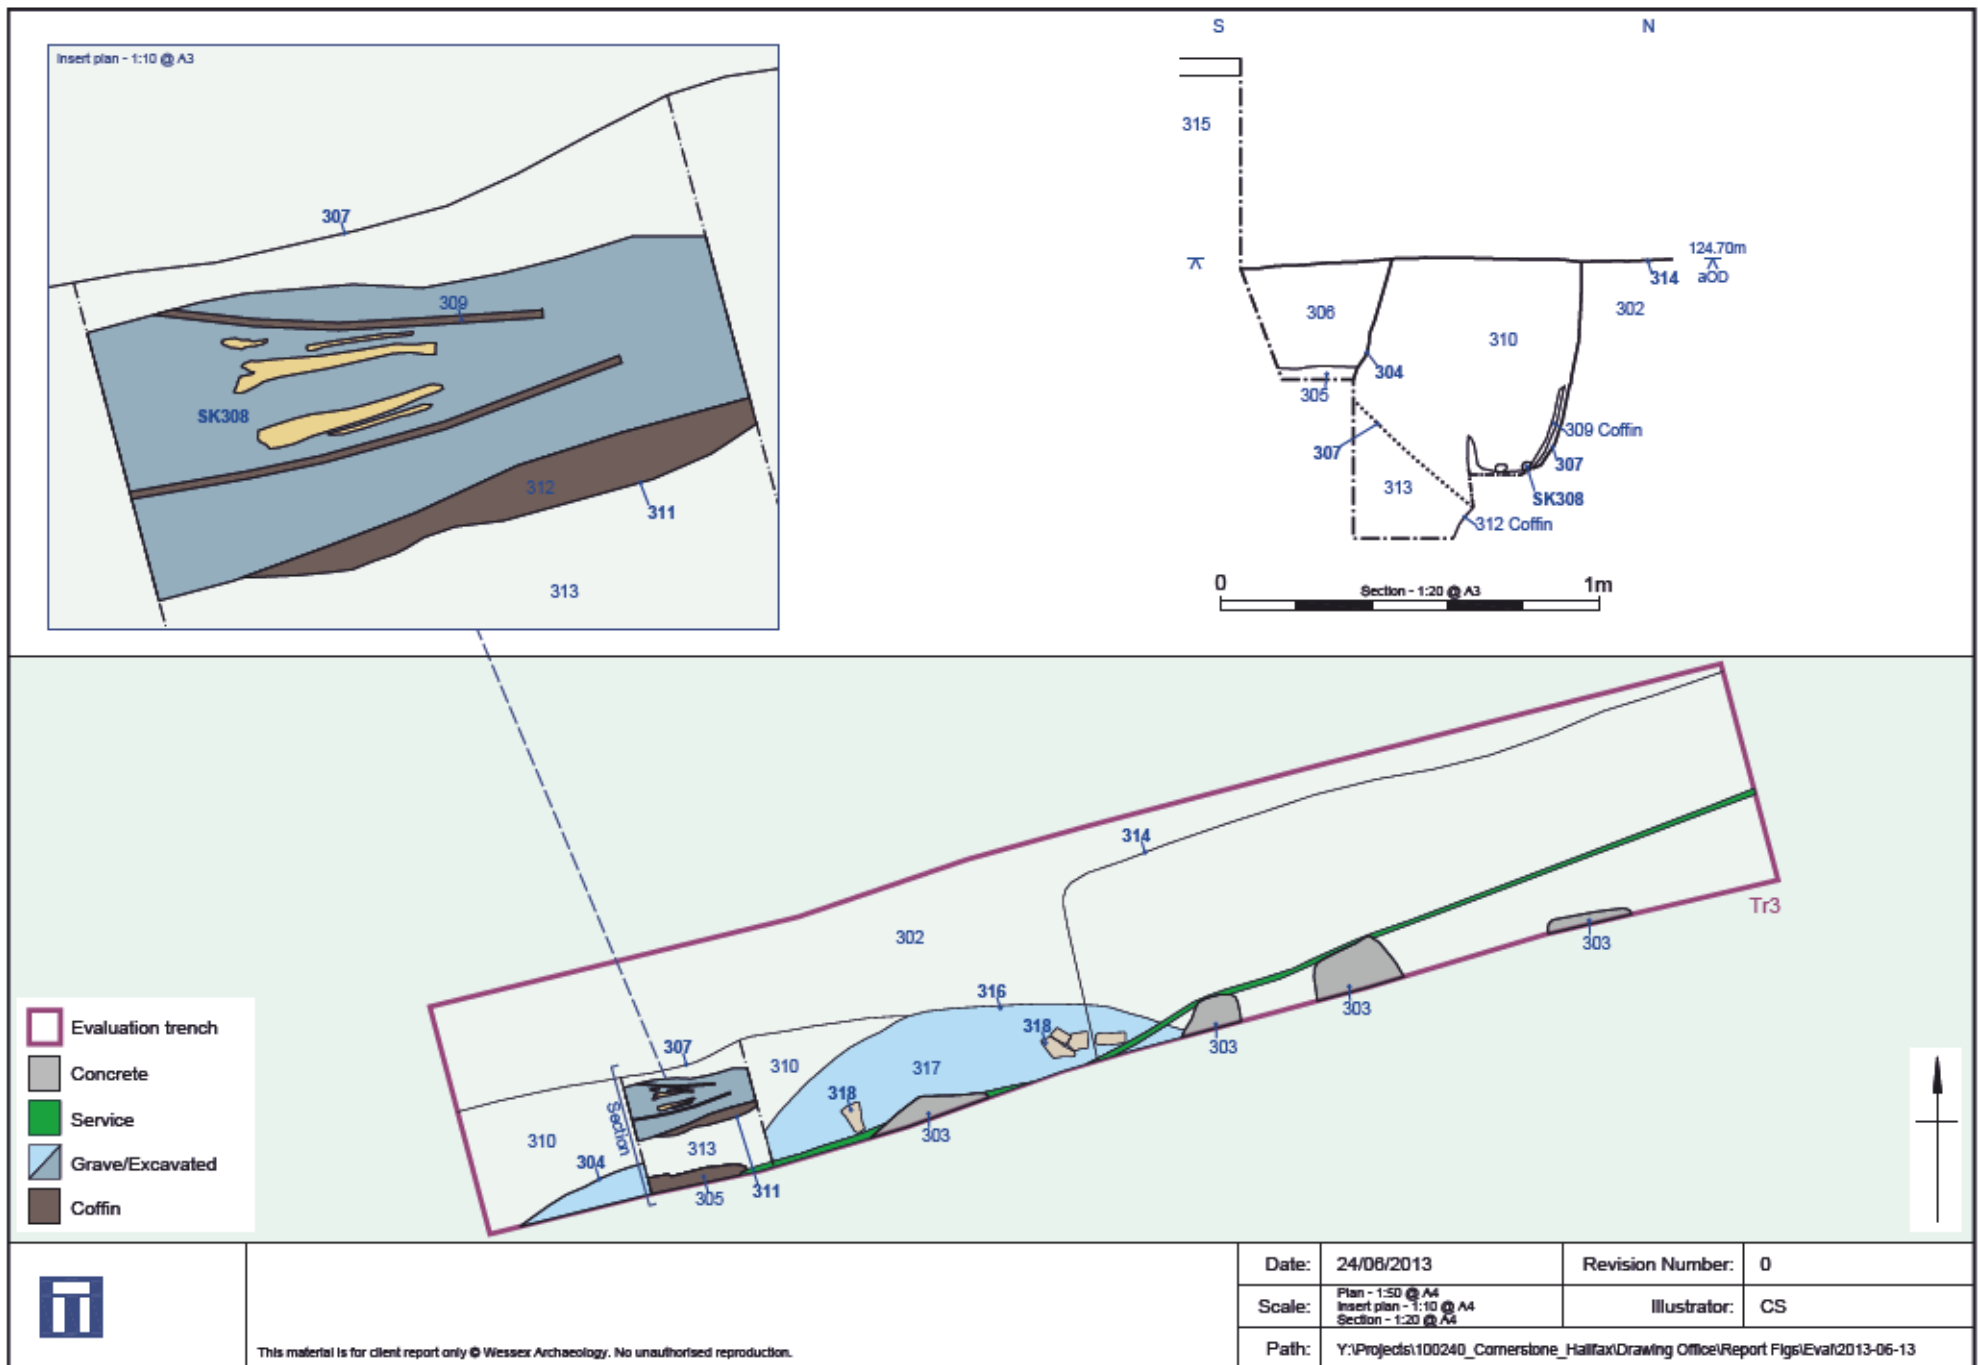 Insert plan - 1:10 @ A3
307
309
SK308
312
311
313
S
N
315
124.70m
aOD
314
302
306
310
304
305
309 Coffin
307
307
SK308
313
312 Coffin
0
1m
Section - 1:20 @ A3
314
Tr3
302
303
316
303
318
303
307
310
317
318
Section
310
313
303
304
305
311
Evaluation trench
Concrete
Service
Grave/Excavated
Coffin
Date: 24/06/2013 Revision Number: 0
Scale: Plan - 1:50 @ A4
Insert plan - 1:10 @ A4
Section - 1:20 @ A4
Illustrator: CS
This material is for client report only © Wessex Archaeology. No unauthorised reproduction.
Path: Y:\Projects\100240_Cornerstone_Halifax\Drawing Office\Report Figs\Eval\2013-06-13